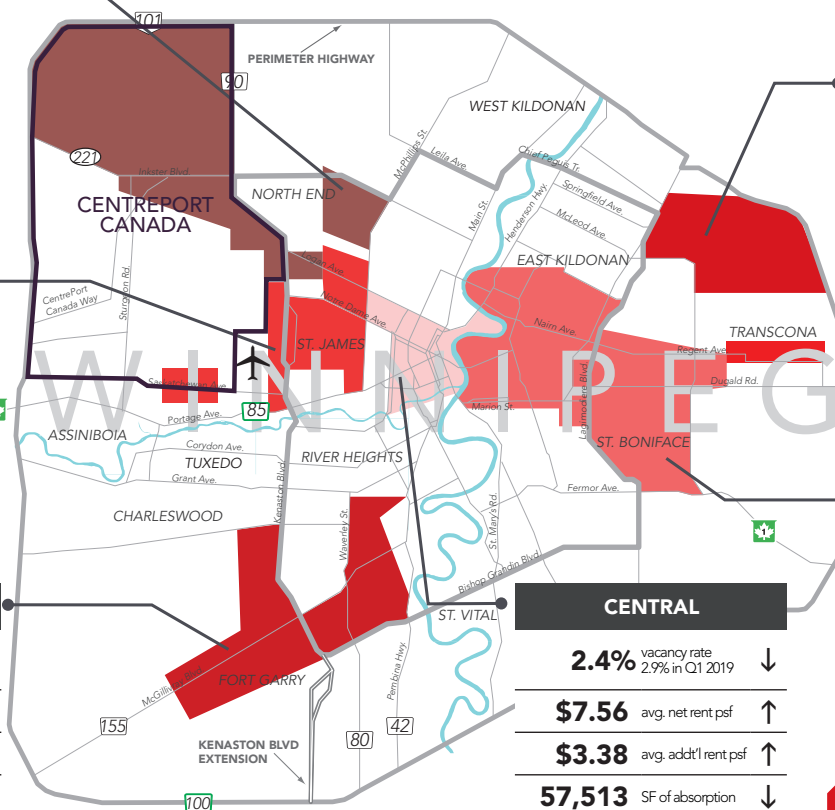 101
PERIMETER HIGHWAY
90
WEST KILDONAN
McPhillips St.
Leila Ave.
Chief Peguis Tr.
221
Inkster Blvd.
NORTH END
Springfield Ave.
CENTREPORT
CANADA
Main St.
Henderson Hwy.
McLeod Ave.
Logan Ave.
EAST KILDONAN
CentrePort
Canada Way
Sturgeon Rd.
Notre Dame Ave.
Nairn Ave.
TRANSCONA
ST. JAMES
Regent Ave.
WINNIPEG
Saskatchewan Ave.
Dugald Rd.
Lagimodiere Blvd.
85
Portage Ave.
Marion St.
ASSINIBOIA
ST. BONIFACE
Corydon Ave.
TUXEDO
RIVER HEIGHTS
Grant Ave.
Kenaston Blvd.
Fermor Ave.
CHARLESWOOD
Waverley St.
St. Mary's Rd.
1
Bishop Grandin Blvd.
ST. VITAL
McGillivray Blvd.
FORT GARRY
Pembina Hwy.
155
80
42
KENASTON BLVD
EXTENSION
100
CENTRAL
2.4% vacancy rate
2.9% in Q1 2019 ↓
$7.56 avg. net rent psf ↑
$3.38 avg. addt'l rent psf ↑
57,513 SF of absorption ↓